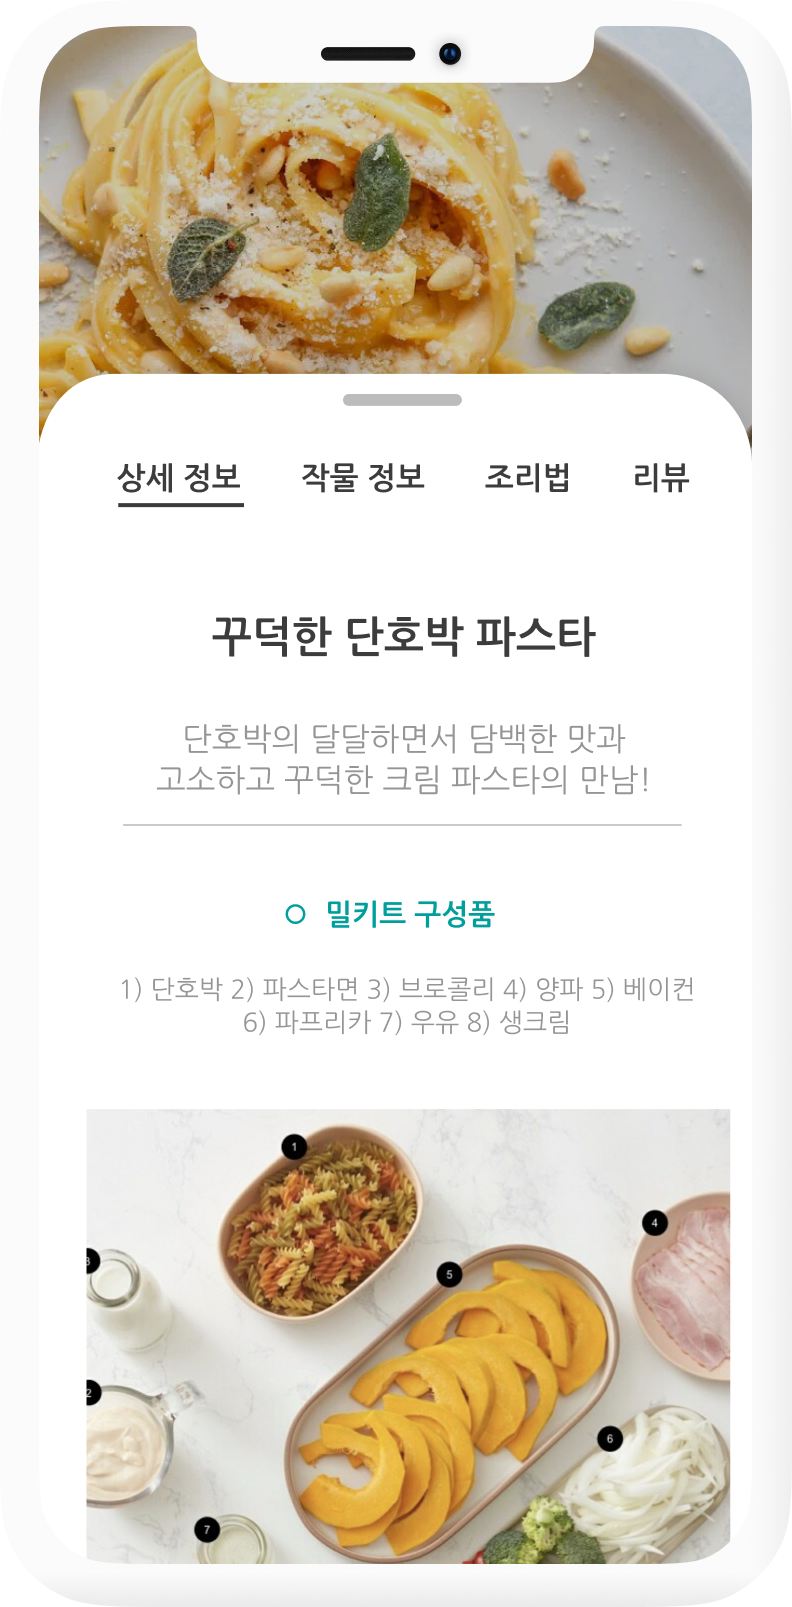 상세 정보 작물 정보 조리법 리뷰
꾸덕한 단호박 파스타
단호박의 달달하면서 담백한 맛과
고소하고 꾸덕한 크림 파스타의 만남!
밀키트 구성품
1) 단호박 2) 파스타면 3) 브로콜리 4) 양파 5) 베이컨
6) 파프리카 7) 우유 8) 생크림
1
4
3
5
2
6
7